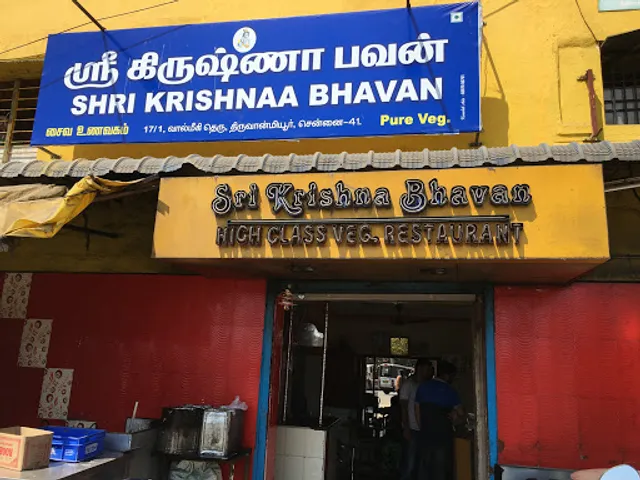 ஸ்ரீ கிருஷ்ணா பவன்
SHRI KRISHNAA BHAVAN
சைவ உணவகம் 17/1, வால்மீகி தெரு, திருவான்மியூர், சென்னை-41. Pure Veg.
Sri Krishna Bhavan
HIGH CLASS VEG. RESTAURANT